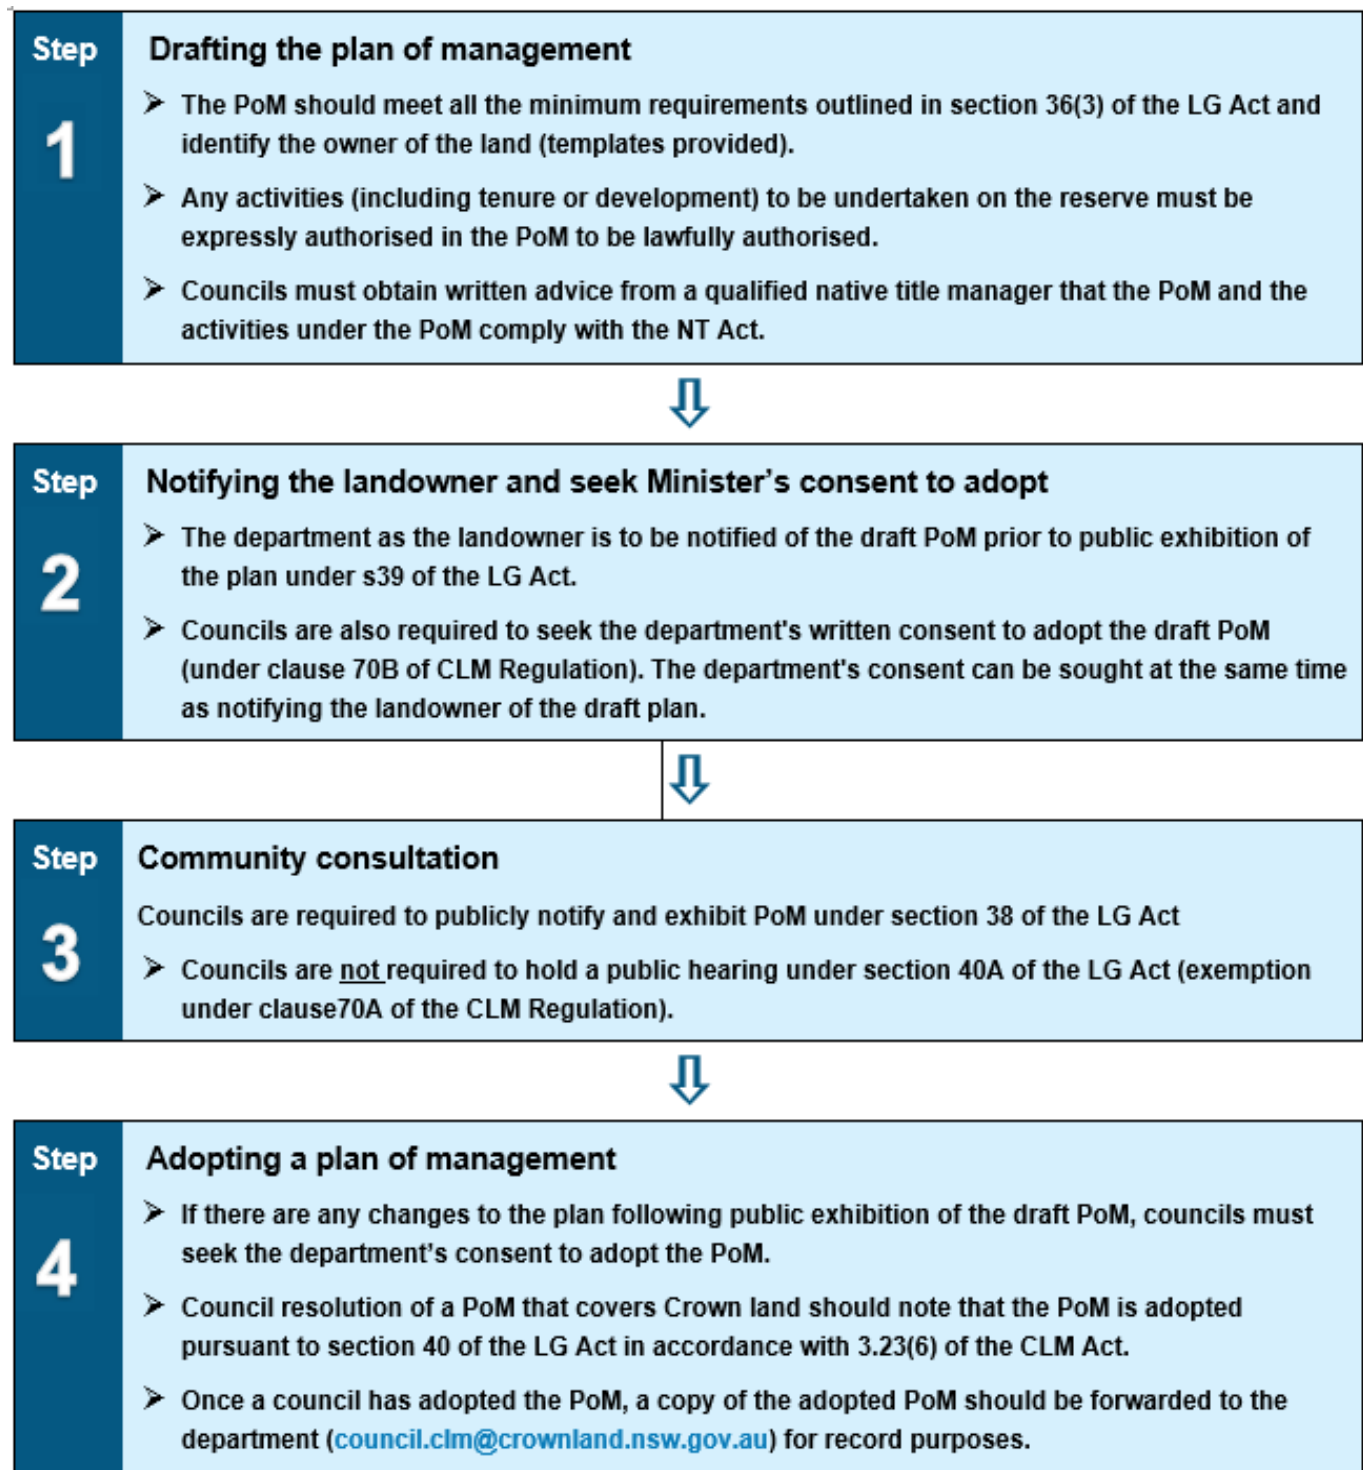 Step
1
Drafting the plan of management
➢ The PoM should meet all the minimum requirements outlined in section 36(3) of the LG Act and
identify the owner of the land (templates provided).
➢ Any activities (including tenure or development) to be undertaken on the reserve must be
expressly authorised in the PoM to be lawfully authorised.
➢ Councils must obtain written advice from a qualified native title manager that the PoM and the
activities under the PoM comply with the NT Act.
Step
2
Notifying the landowner and seek Minister’s consent to adopt
➢ The department as the landowner is to be notified of the draft PoM prior to public exhibition of
the plan under s39 of the LG Act.
➢ Councils are also required to seek the department's written consent to adopt the draft PoM
(under clause 70B of CLM Regulation). The department's consent can be sought at the same time
as notifying the landowner of the draft plan.
Step
3
Community consultation
Councils are required to publicly notify and exhibit PoM under section 38 of the LG Act
➢ Councils are not required to hold a public hearing under section 40A of the LG Act (exemption
under clause70A of the CLM Regulation).
Step
4
Adopting a plan of management
➢ If there are any changes to the plan following public exhibition of the draft PoM, councils must
seek the department’s consent to adopt the PoM.
➢ Council resolution of a PoM that covers Crown land should note that the PoM is adopted
pursuant to section 40 of the LG Act in accordance with 3.23(6) of the CLM Act.
➢ Once a council has adopted the PoM, a copy of the adopted PoM should be forwarded to the
department (council.clm@crownland.nsw.gov.au) for record purposes.